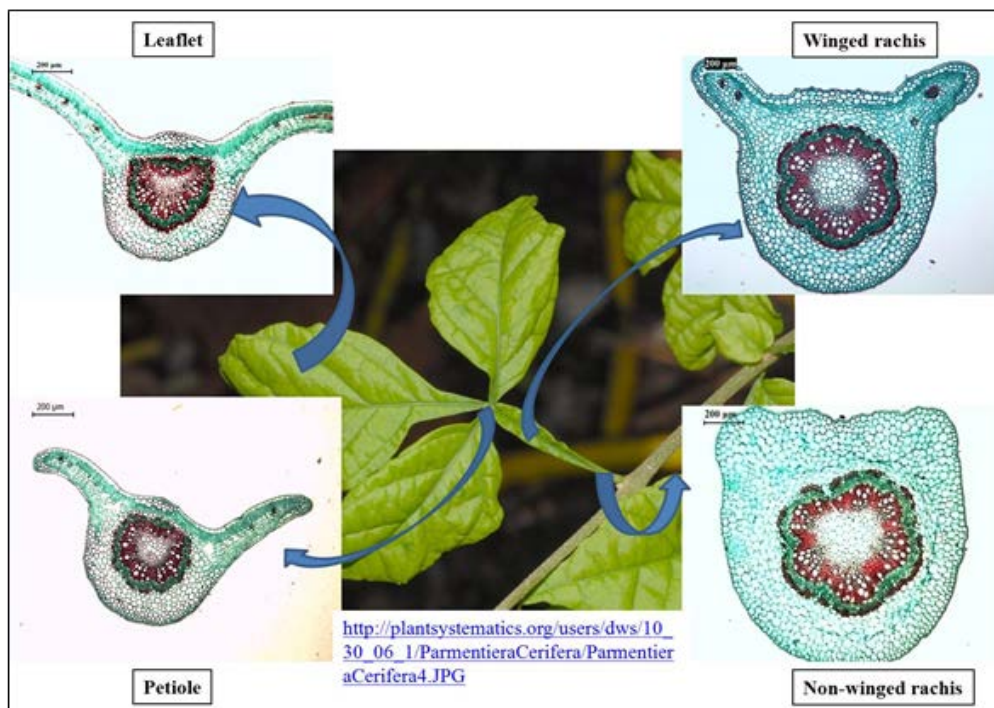 Leaflet
Winged rachis
200 µm
200 µm
200 µm
200 µm
http://plantsystematics.org/users/dws/10_
30_06_1/ParmentieraCerifera/Parmentier
aCerifera4.JPG
Petiole
Non-winged rachis